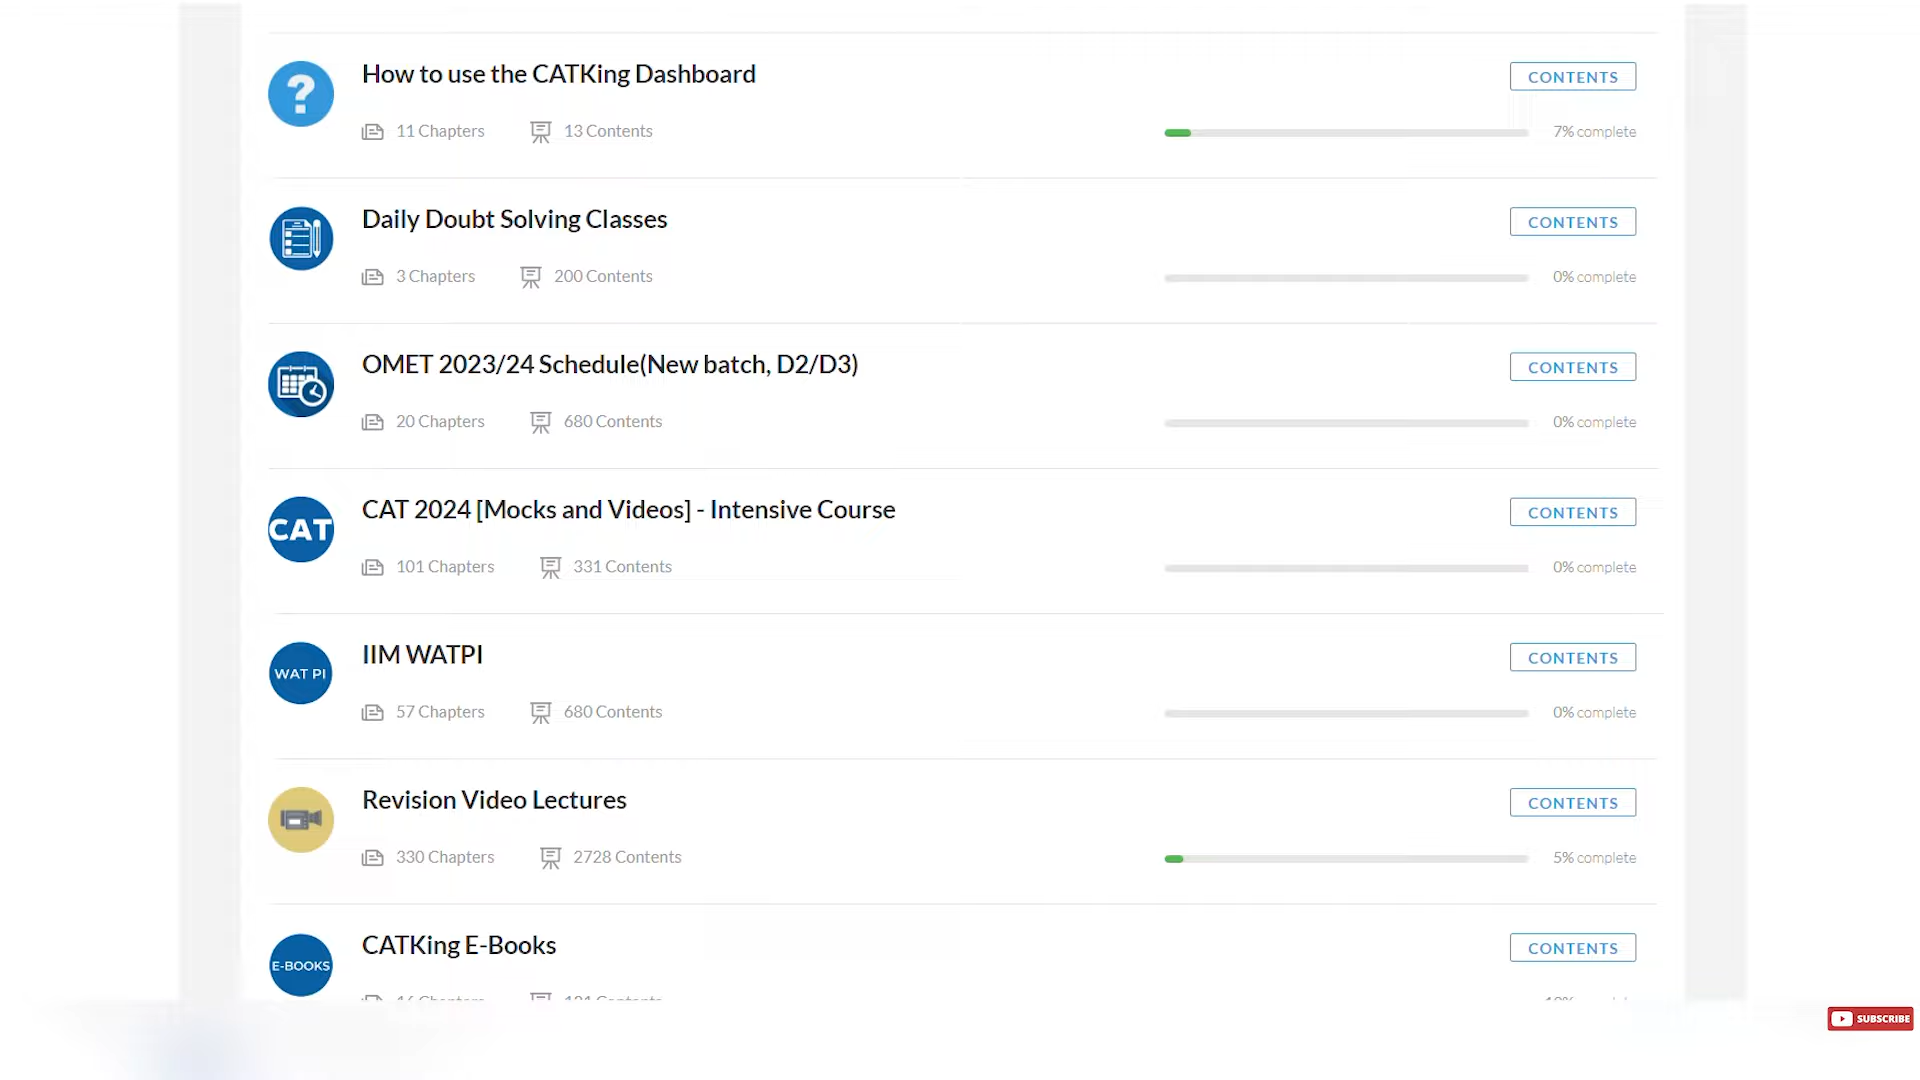 ?
How to use the CATKing Dashboard
CONTENTS
11 Chapters 13 Contents
7% complete
Daily Doubt Solving Classes
CONTENTS
3 Chapters 200 Contents
0% complete
OMET 2023/24 Schedule(New batch, D2/D3)
CONTENTS
20 Chapters 680 Contents
0% complete
CAT
CAT 2024 [Mocks and Videos] - Intensive Course
CONTENTS
101 Chapters 331 Contents
0% complete
WAT PI
IIM WATPI
CONTENTS
57 Chapters 680 Contents
0% complete
Revision Video Lectures
CONTENTS
330 Chapters 2728 Contents
5% complete
E-BOOKS
CATKing E-Books
CONTENTS
SUBSCRIBE